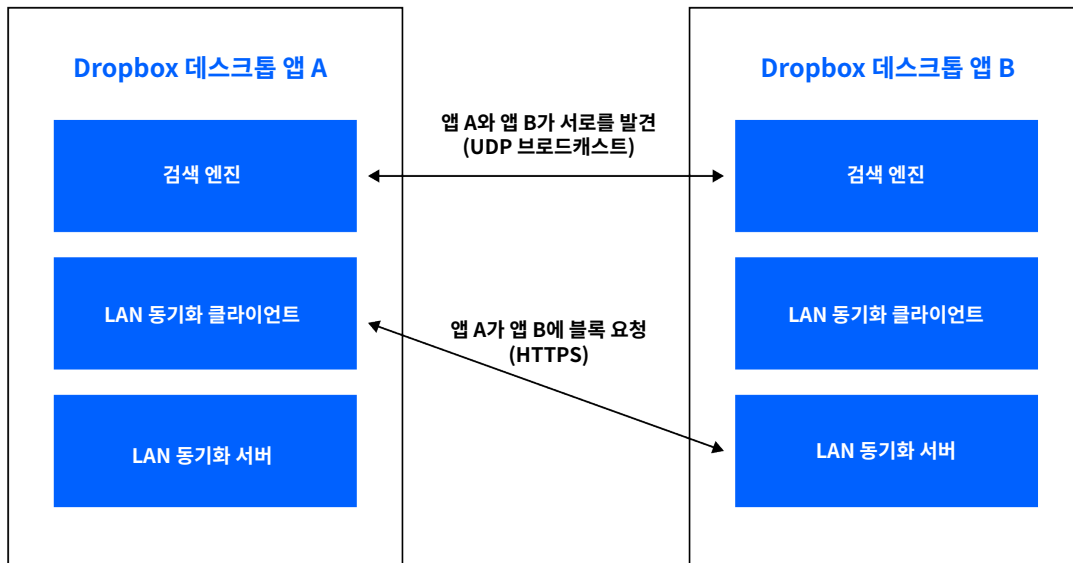 Dropbox 데스크톱 앱 A
검색 엔진
LAN 동기화 클라이언트
LAN 동기화 서버
앱 A와 앱 B가 서로를 발견
(UDP 브로드캐스트)
앱 A가 앱 B에 블록 요청
(HTTPS)
Dropbox 데스크톱 앱 B
검색 엔진
LAN 동기화 클라이언트
LAN 동기화 서버